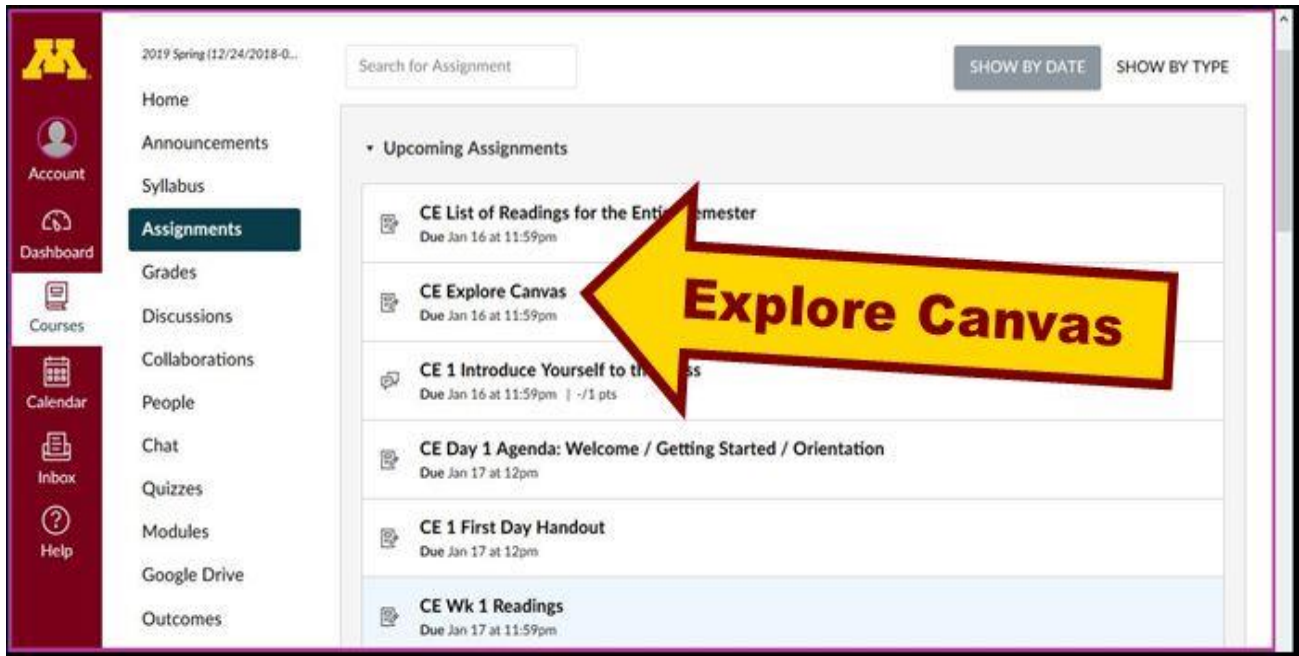 2019 Spring (12/24/2018-0...
Search for Assignment
SHOW BY DATE
SHOW BY TYPE
Account
Dashboard
Courses
Calendar
Inbox
Help
Home
Announcements
Syllabus
Assignments
Grades
Discussions
Collaborations
People
Chat
Quizzes
Modules
Google Drive
Outcomes
Upcoming Assignments
CE List of Readings for the emester
Due Jan 16 at 11:59pm
CE Explore Canvas
Due Jan 16 at 11:59pm
CE 1 Introduce Yourself to
Due Jan 16 at 11:59pm | -/1 pts
CE Day 1 Agenda: Welcome / Getting Started / Orientation
Due Jan 17 at 12pm
CE 1 First Day Handout
Due Jan 17 at 12pm
CE Wk 1 Readings
Due Jan 17 at 11:59pm
Explore Canvas